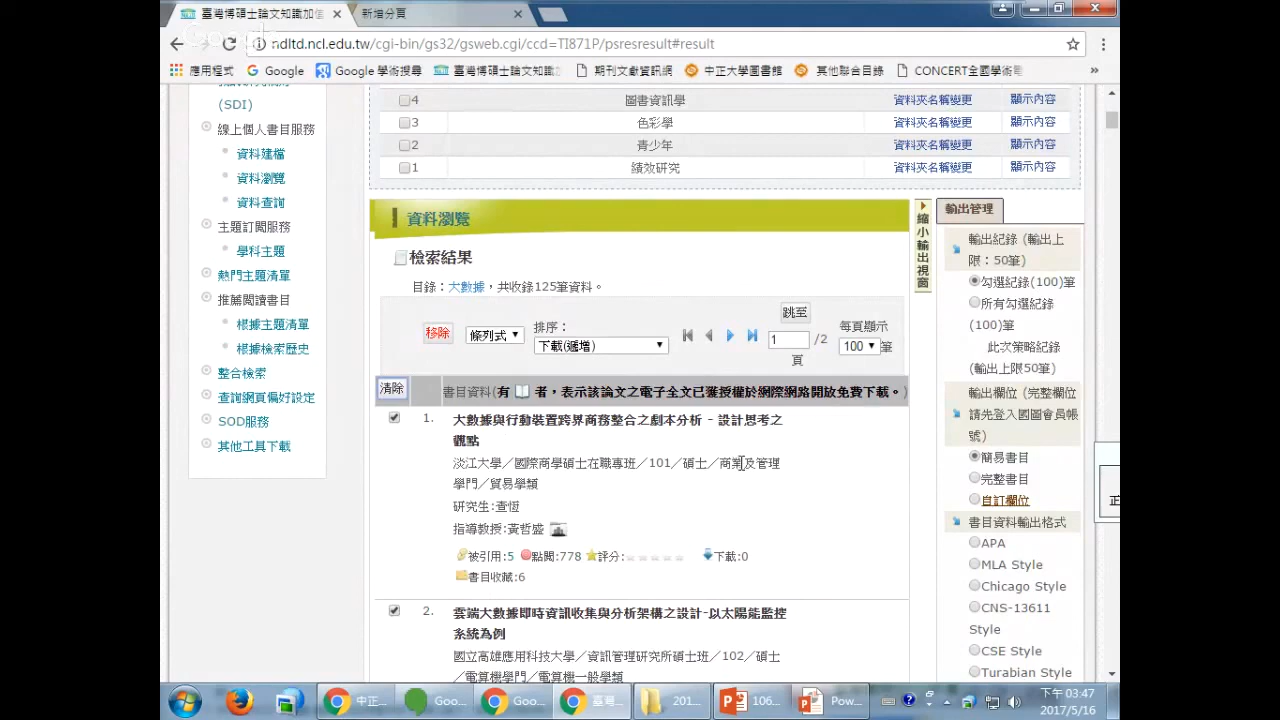 臺灣博碩士論文知識加值
新增分頁
ndltd.ncl.edu.tw/cgi-bin/gs32/gsweb.cgi/ccd=TI871P/psresresult#result
應用程式
Google
Google 學術搜尋
臺灣博碩士論文知識
期刊文獻資訊網
中正大學圖書館
其他聯合目錄
CONCERT全國學術電
»
(SDI)
線上個人書目服務
資料建檔
資料瀏覽
資料查詢
主題訂閱服務
學科主題
熱門主題清單
推薦閱讀書目
根據主題清單
根據檢索歷史
整合檢索
查詢網頁偏好設定
SOD服務
其他工具下載
4 圖書資訊學 資料夾名稱變更 顯示內容
3 色彩學 資料夾名稱變更 顯示內容
2 青少年 資料夾名稱變更 顯示內容
1 績效研究 資料夾名稱變更 顯示內容
資料瀏覽
檢索結果
目錄：大數據，共收錄125筆資料。
移除
條列式
排序：
下載(遞增)
跳至
1
/2
頁
每頁顯示
100
筆
清除
書目資料(有 者，表示該論文之電子全文已獲授權於網際網路開放免費下載。)
1.
大數據與行動裝置跨界商務整合之劇本分析 - 設計思考之
觀點
淡江大學／國際商學碩士在職專班／101／碩士／商業及管理
學門／貿易學類
研究生:查恆
指導教授:黃哲盛
被引用:5 點閱:778 評分: 下載:0
書目收藏:6
2.
雲端大數據即時資訊收集與分析架構之設計-以太陽能監控
系統為例
國立高雄應用科技大學／資訊管理研究所碩士班／102／碩士
／電算機學門／電算機一般學類
縮小輸出視窗
輸出管理
輸出紀錄 (輸出上
限：50筆)
勾選紀錄(100)筆
所有勾選紀錄
(100)筆
此次策略紀錄
(輸出上限50筆)
輸出欄位 (完整欄位
請先登入國圖會員帳
號)
簡易書目
完整書目
自訂欄位
書目資料輸出格式
APA
MLA Style
Chicago Style
CNS-13611
Style
CSE Style
Turabian Style
正
中正...
Goo...
Goo...
臺灣...
201...
106...
Pow...
下午 03:47
2017/5/16